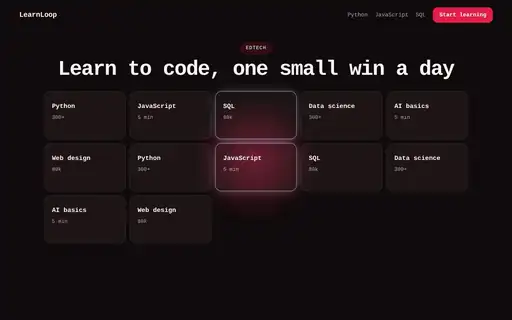 LearnLoop
Python JavaScript SQL Start learning
EDTECH
Learn to code, one small win a day
Python JavaScript SQL Data science AI basics
300+ 5 min 80k 300+ 5 min
Web design Python JavaScript SQL Data science
80k 300+ 5 min 80k 300+
AI basics Web design
5 min 80k